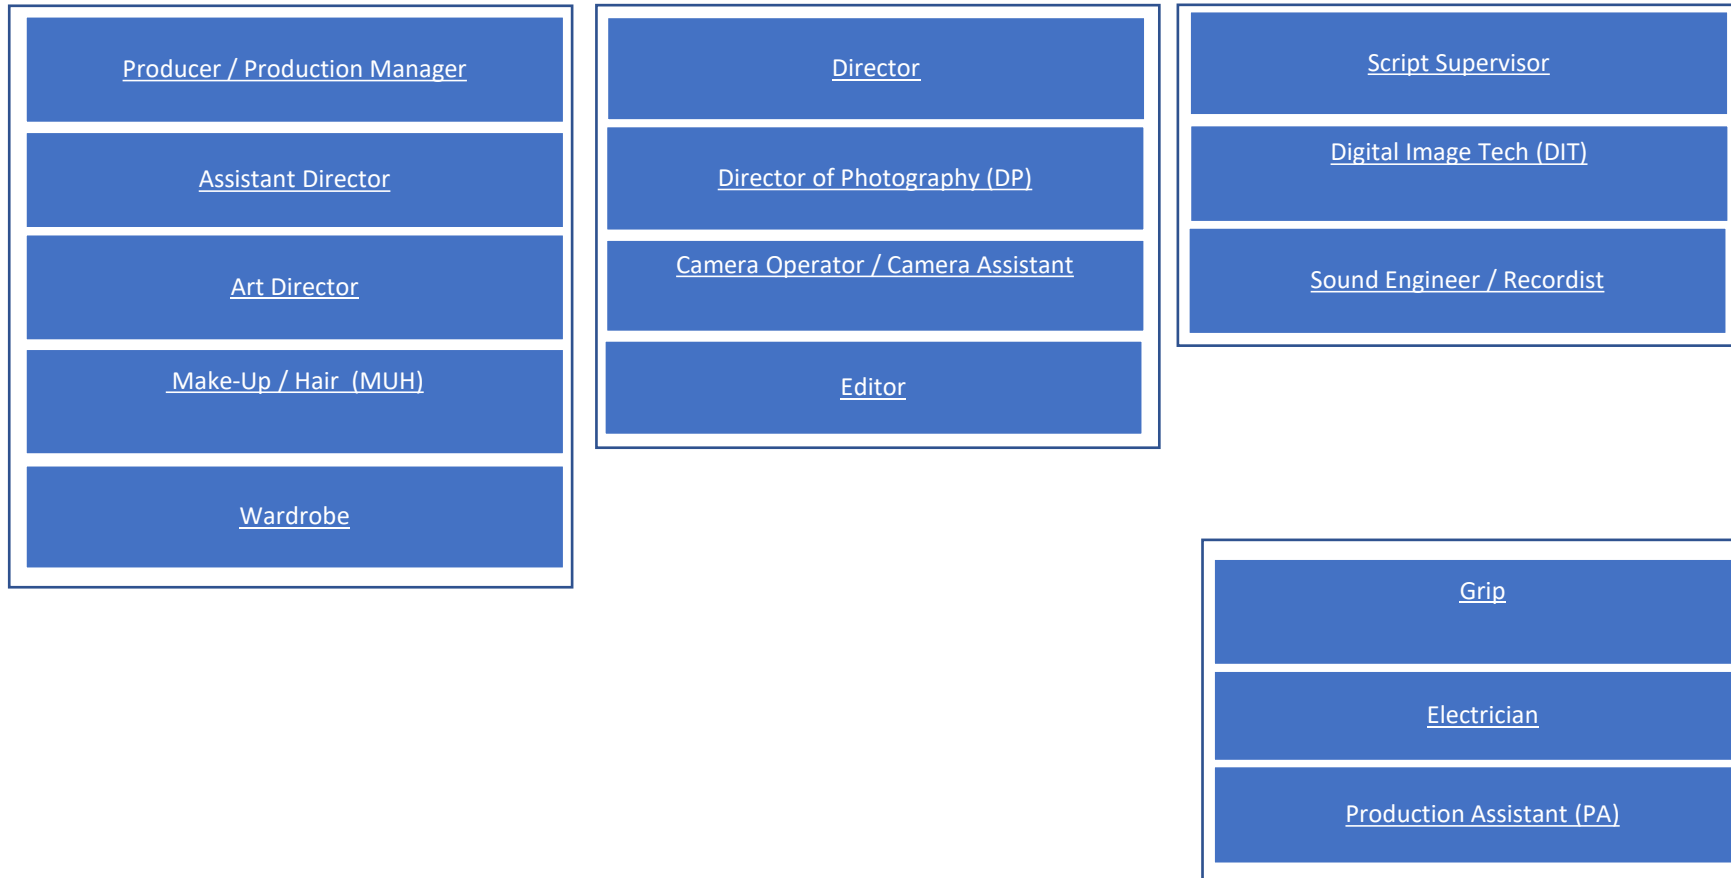 Producer / Production Manager
Assistant Director
Art Director
Make-Up / Hair  (MUH)
Wardrobe
Director
Director of Photography (DP)
Camera Operator / Camera Assistant
Editor
Script Supervisor
Digital Image Tech (DIT)
Sound Engineer / Recordist
Grip
Electrician
Production Assistant (PA)